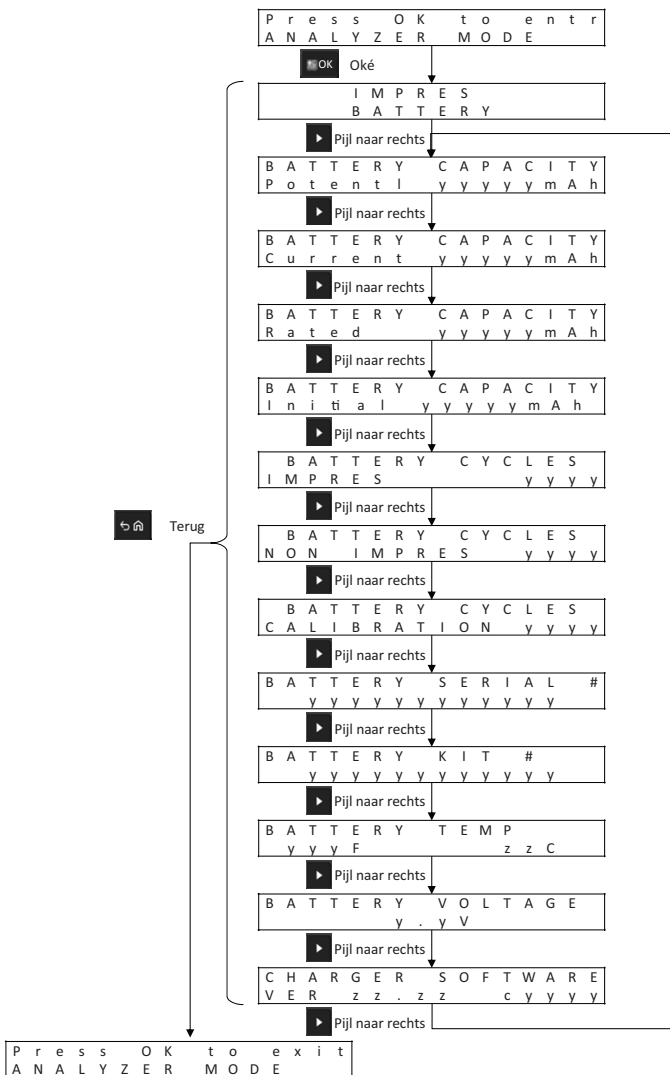 Press OK to entr
ANALYZER MODE
OK Oké
IMPRES
BATTERY
Pijl naar rechts
BATTERY CAPACITY
Potentl yyyyymAh
Pijl naar rechts
BATTERY CAPACITY
Current yyyyymAh
Pijl naar rechts
BATTERY CAPACITY
Rated yyyyymAh
Pijl naar rechts
BATTERY CAPACITY
Initial yyyyymAh
Pijl naar rechts
BATTERY CYCLES
IMPRES yyyy
Pijl naar rechts
Terug
BATTERY CYCLES
NON IMPRES yyyy
Pijl naar rechts
BATTERY CYCLES
CALIBRATION yyyy
Pijl naar rechts
BATTERY SERIAL #
yyyyyyyyyyyy
Pijl naar rechts
BATTERY KIT #
yyyyyyyyyyyy
Pijl naar rechts
BATTERY TEMP
yyyF zzC
Pijl naar rechts
BATTERY VOLTAGE
y.yV
Pijl naar rechts
CHARGER SOFTWARE
VER zz.zz cyyyy
Pijl naar rechts
Press OK to exit
ANALYZER MODE